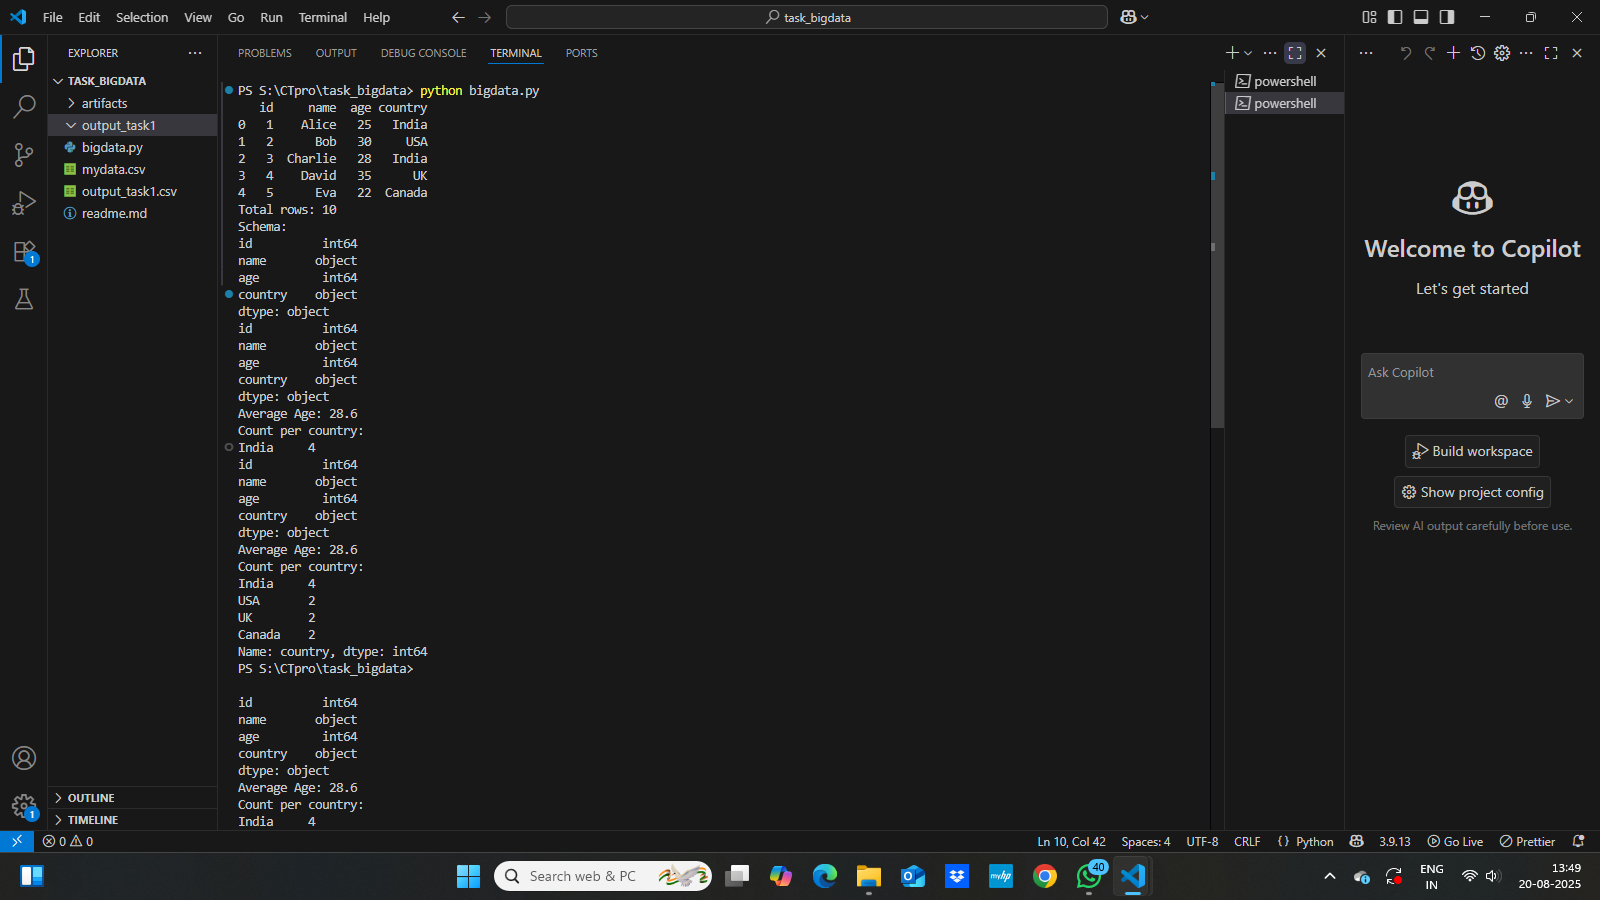 File Edit Selection View Go Run Terminal Help
task_bigdata
EXPLORER
TASK_BIGDATA
artifacts
output_task1
bigdata.py
mydata.csv
output_task1.csv
readme.md
OUTLINE
TIMELINE
PROBLEMS OUTPUT DEBUG CONSOLE TERMINAL PORTS
PS S:\CTpro\task_bigdata> python bigdata.py
id name age country
0 1 Alice 25 India
1 2 Bob 30 USA
2 3 Charlie 28 India
3 4 David 35 UK
4 5 Eva 22 Canada
Total rows: 10
Schema:
id int64
name object
age int64
country object
dtype: object
id int64
name object
age int64
country object
dtype: object
Average Age: 28.6
Count per country:
India 4
id int64
name object
age int64
country object
dtype: object
Average Age: 28.6
Count per country:
India 4
USA 2
UK 2
Canada 2
Name: country, dtype: int64
PS S:\CTpro\task_bigdata>
id int64
name object
age int64
country object
dtype: object
Average Age: 28.6
Count per country:
India 4
powershell
powershell
Welcome to Copilot
Let's get started
Ask Copilot
Build workspace
Show project config
Review AI output carefully before use.
1
1
0 0
Ln 10, Col 42 Spaces: 4 UTF-8 CRLF {} Python 3.9.13 Go Live Prettier
Search web & PC
myhp
40
ENG
IN
13:49
20-08-2025